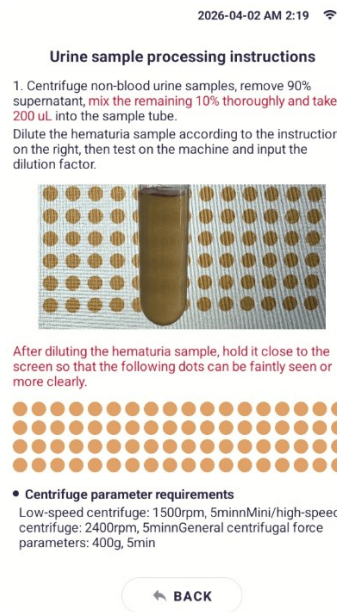 2026-04-02 AM 2:19
Urine sample processing instructions
1. Centrifuge non-blood urine samples, remove 90%
supernatant, mix the remaining 10% thoroughly and take
200 uL into the sample tube.
Dilute the hematuria sample according to the instruction
on the right, then test on the machine and input the
dilution factor.
After diluting the hematuria sample, hold it close to the
screen so that the following dots can be faintly seen or
more clearly.
• Centrifuge parameter requirements
Low-speed centrifuge: 1500rpm, 5minnMini/high-speed
centrifuge: 2400rpm, 5minnGeneral centrifugal force
parameters: 400g, 5min
BACK